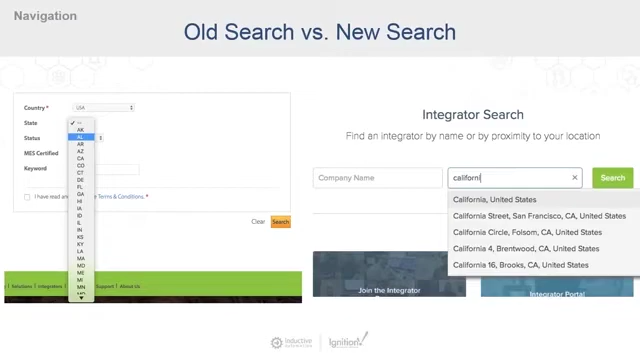 Navigation
Old Search vs. New Search
Country *
USA
State
--
AK
AL
AR
AZ
CA
CO
CT
DE
FL
GA
HI
IA
ID
IL
IN
KS
KY
LA
MA
MD
ME
MI
MN
Status
MES Certified
Keyword
I have read an
Terms & Conditions. *
Clear
Search
Solutions
Integrators
Support
About Us
Integrator Search
Find an integrator by name or by proximity to your location
Company Name
californi
×
Search
California, United States
California Street, San Francisco, CA, United States
California Circle, Folsom, CA, United States
California 4, Brentwood, CA, United States
California 16, Brooks, CA, United States
Join the Integrator
Integrator Portal
inductive
automation
Ignition